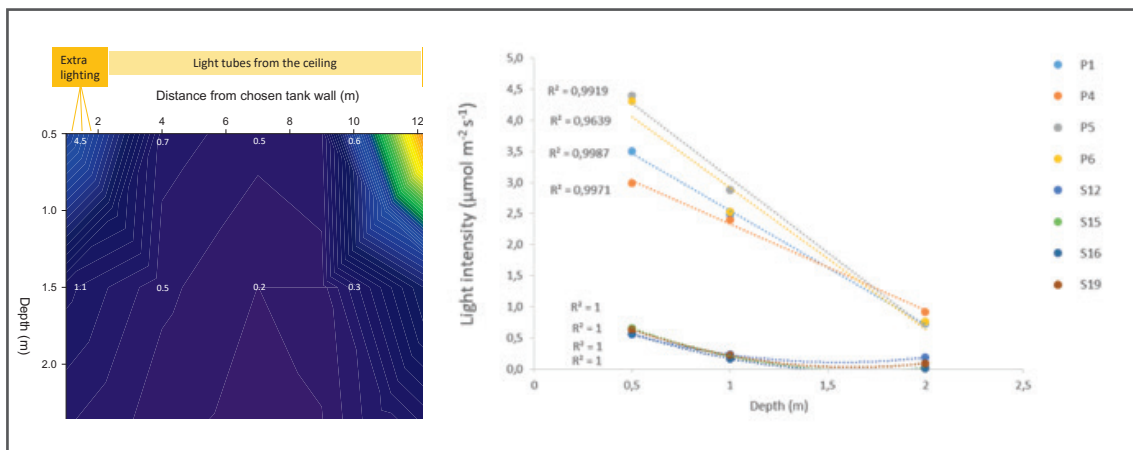 Extra
lighting
Light tubes from the ceiling
Distance from chosen tank wall (m)
2 4 6 8 10 12
0.5
1.0
1.5
2.0
Depth (m)
4.5 0.7 0.5 0.6
1.1 0.5 0.2 0.3
Light intensity (μmol m⁻² s⁻¹)
5,0
4,5
4,0
3,5
3,0
2,5
2,0
1,5
1,0
0,5
0,0
R² = 0,9919
R² = 0,9639
R² = 0,9987
R² = 0,9971
R² = 1
R² = 1
R² = 1
R² = 1
0 0,5 1 1,5 2 2,5
Depth (m)
P1
P4
P5
P6
S12
S15
S16
S19